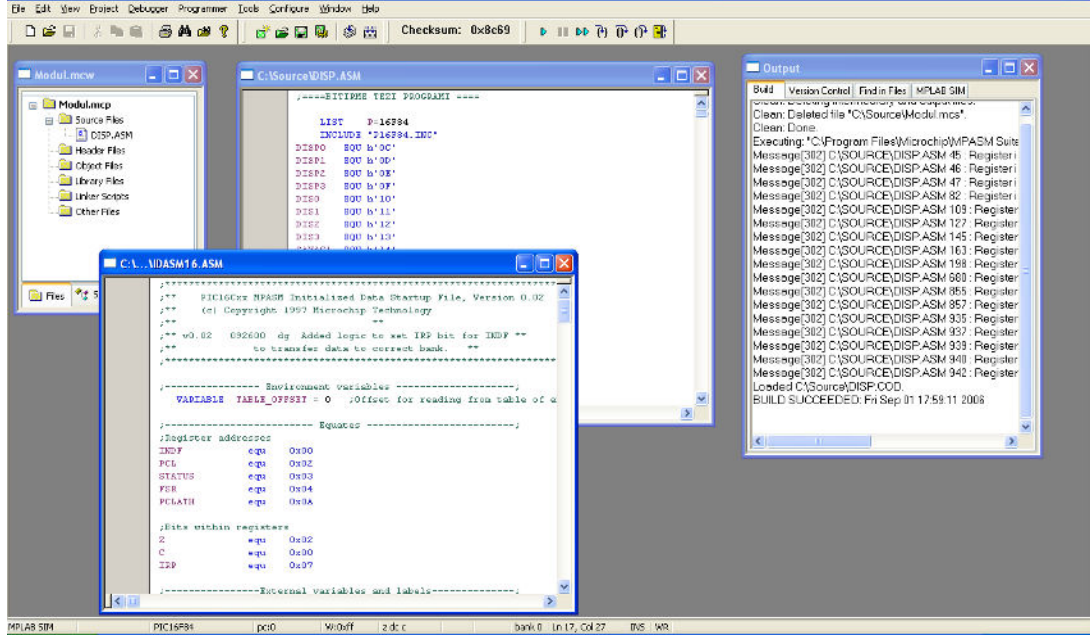 File Edit View Project Debugger Programmer Tools Configure Window Help
Checksum: 0x8c69
Modul.mcw
Modul.mcp
Source Files
DISP.ASM
Header Files
Object Files
Library Files
Linker Scripts
Other Files
Files
C:\Source\DISP.ASM
;====BITIRME TEZI PROGRAMI ====
LIST P=16F84
INCLUDE "P16F84.INC"
DISP0 EQU h'0C'
DISP1 EQU h'0D'
DISP2 EQU h'0E'
DISP3 EQU h'0F'
DIS0 EQU h'10'
DIS1 EQU h'11'
DIS2 EQU h'12'
DIS3 EQU h'13'
C:\...\IDASM16.ASM
;** PIC16Cxx MPASM Initialized Data Startup File, Version 0.02
;** (c) Copyright 1997 Microchip Technology
;** **
;** v0.02 092600 dg Added logic to set IRP bit for INDF **
;** to transfer data to correct bank. **
;---------------- Environment variables --------------------;
VARIABLE TABLE_OFFSET = 0 ;Offset for reading from table of e
;------------------------- Equates -------------------------;
;Register addresses
INDF equ 0x00
PCL equ 0x02
STATUS equ 0x03
FSR equ 0x04
PCLATH equ 0x0A
;Bits within registers
Z equ 0x02
C equ 0x00
IRP equ 0x07
;----------------External variables and labels--------------;
Output
Build Version Control Find in Files MPLAB SIM
Clean: Deleting intermediary and output files.
Clean: Deleted file "C:\Source\Modul.mcs".
Clean: Done.
Executing: "C:\Program Files\Microchip\MPASM Suite
Message[302] C:\SOURCE\DISP.ASM 45 : Register i
Message[302] C:\SOURCE\DISP.ASM 46 : Register i
Message[302] C:\SOURCE\DISP.ASM 47 : Register i
Message[302] C:\SOURCE\DISP.ASM 82 : Register i
Message[302] C:\SOURCE\DISP.ASM 109 : Register
Message[302] C:\SOURCE\DISP.ASM 127 : Register
Message[302] C:\SOURCE\DISP.ASM 145 : Register
Message[302] C:\SOURCE\DISP.ASM 163 : Register
Message[302] C:\SOURCE\DISP.ASM 198 : Register
Message[302] C:\SOURCE\DISP.ASM 680 : Register
Message[302] C:\SOURCE\DISP.ASM 855 : Register
Message[302] C:\SOURCE\DISP.ASM 857 : Register
Message[302] C:\SOURCE\DISP.ASM 935 : Register
Message[302] C:\SOURCE\DISP.ASM 937 : Register
Message[302] C:\SOURCE\DISP.ASM 939 : Register
Message[302] C:\SOURCE\DISP.ASM 940 : Register
Message[302] C:\SOURCE\DISP.ASM 942 : Register
Loaded C:\Source\DISP.COD.
BUILD SUCCEEDED: Fri Sep 01 17:59:11 2006
MPLAB SIM PIC16F84 pc:0 W:0xff z dc c bank 0 Ln 17, Col 27 INS WR